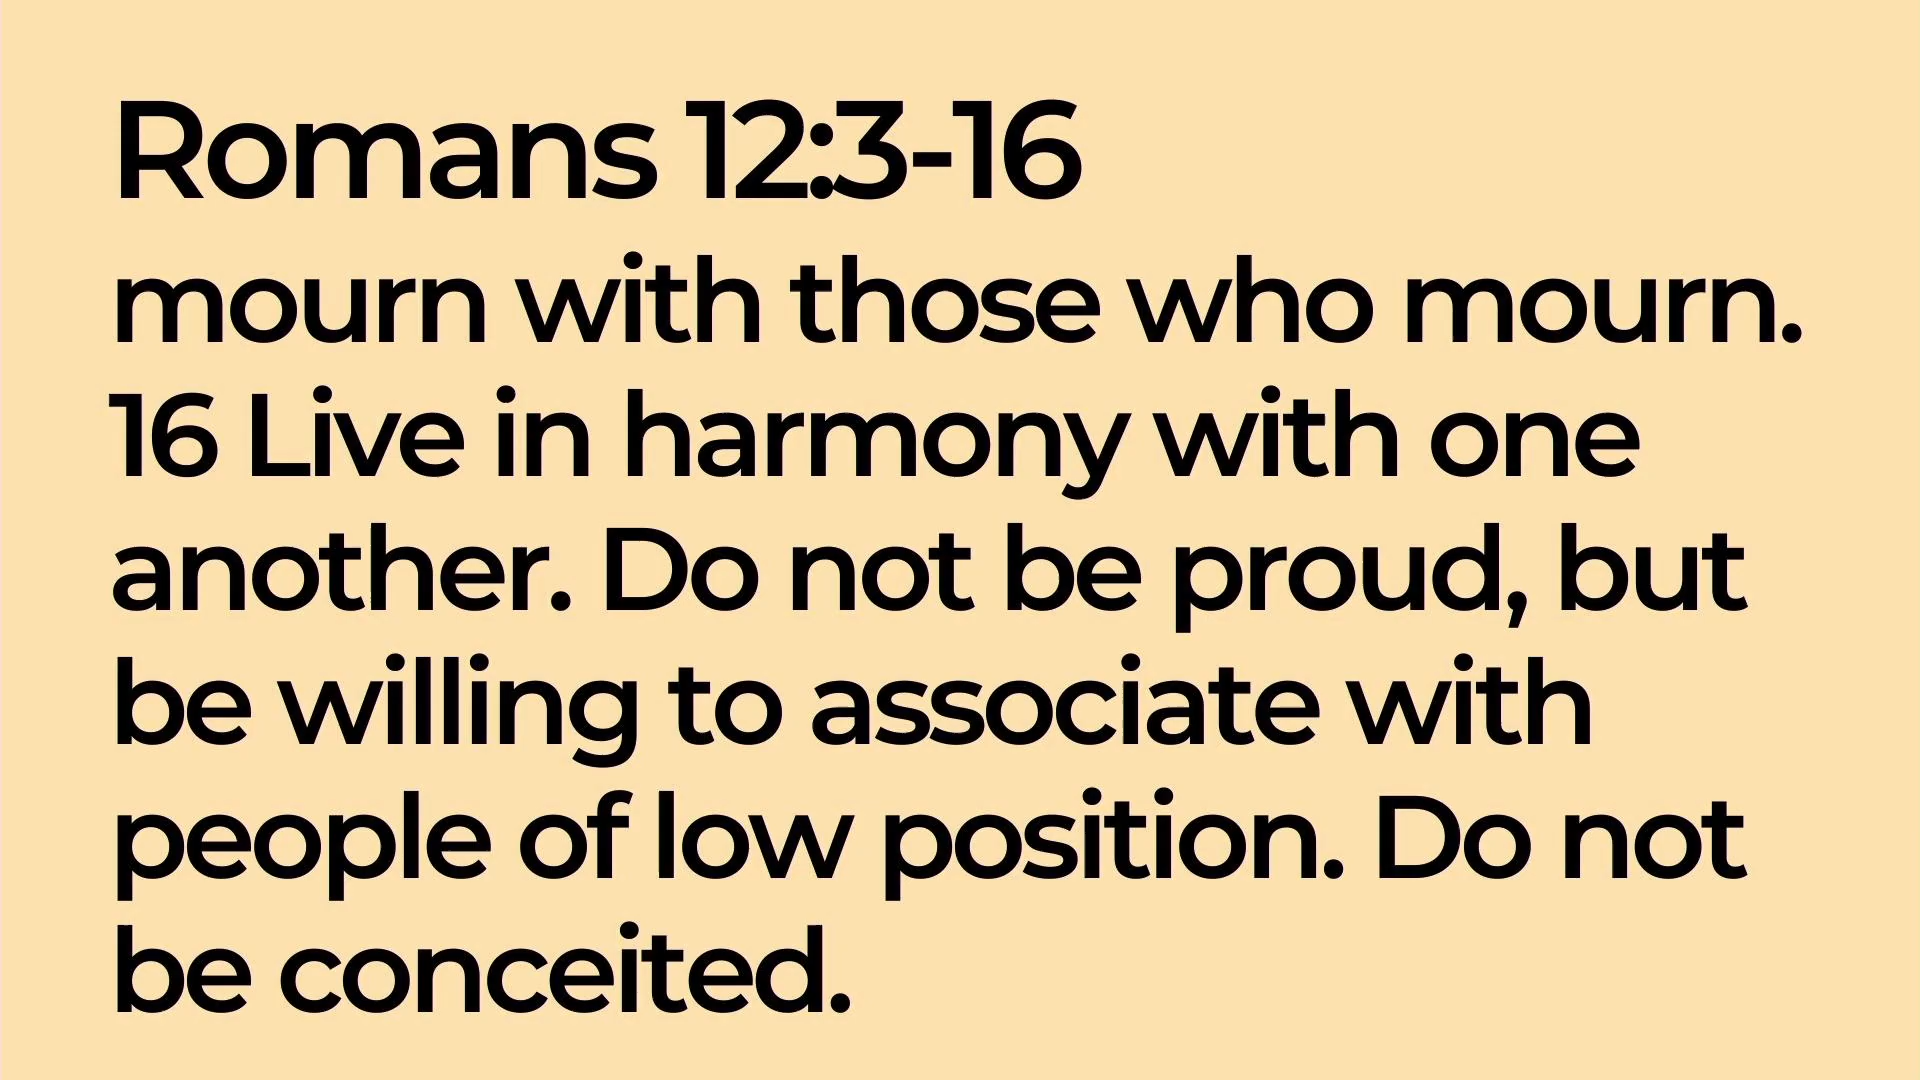 Romans 12:3-16
mourn with those who mourn.
16 Live in harmony with one
another. Do not be proud, but
be willing to associate with
people of low position. Do not
be conceited.